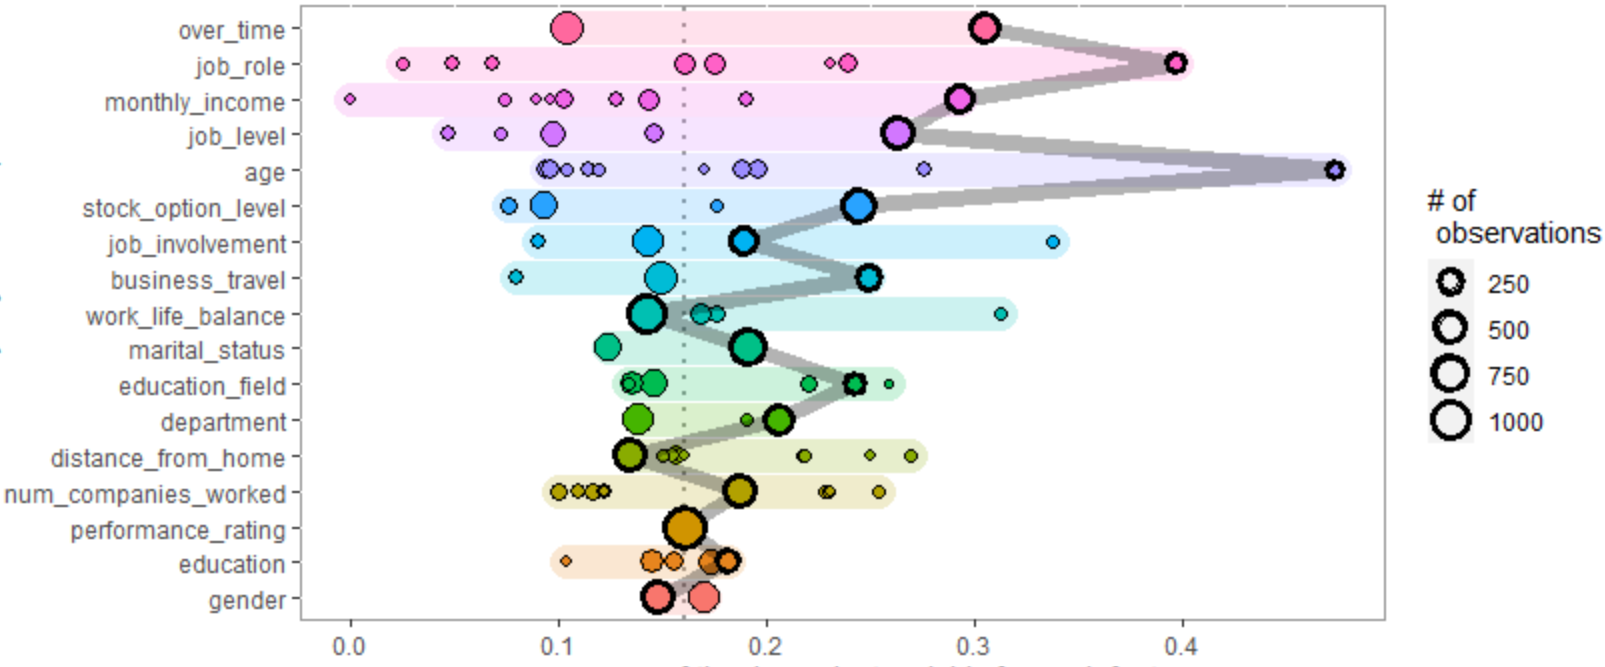 over_time
job_role
monthly_income
job_level
age
stock_option_level
job_involvement
business_travel
work_life_balance
marital_status
education_field
department
distance_from_home
num_companies_worked
performance_rating
education
gender
0.0 0.1 0.2 0.3 0.4
# of
observations
250
500
750
1000